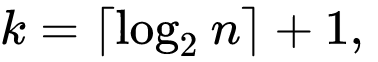 k = ⌈log₂ n⌉ + 1,